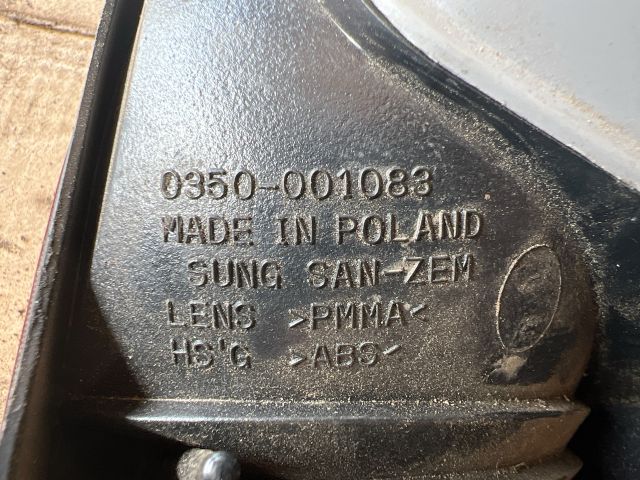 0350-001083
MADE IN POLAND
SUNG SAN-ZEM
LENS >PMMA<
HS'G >ABS<